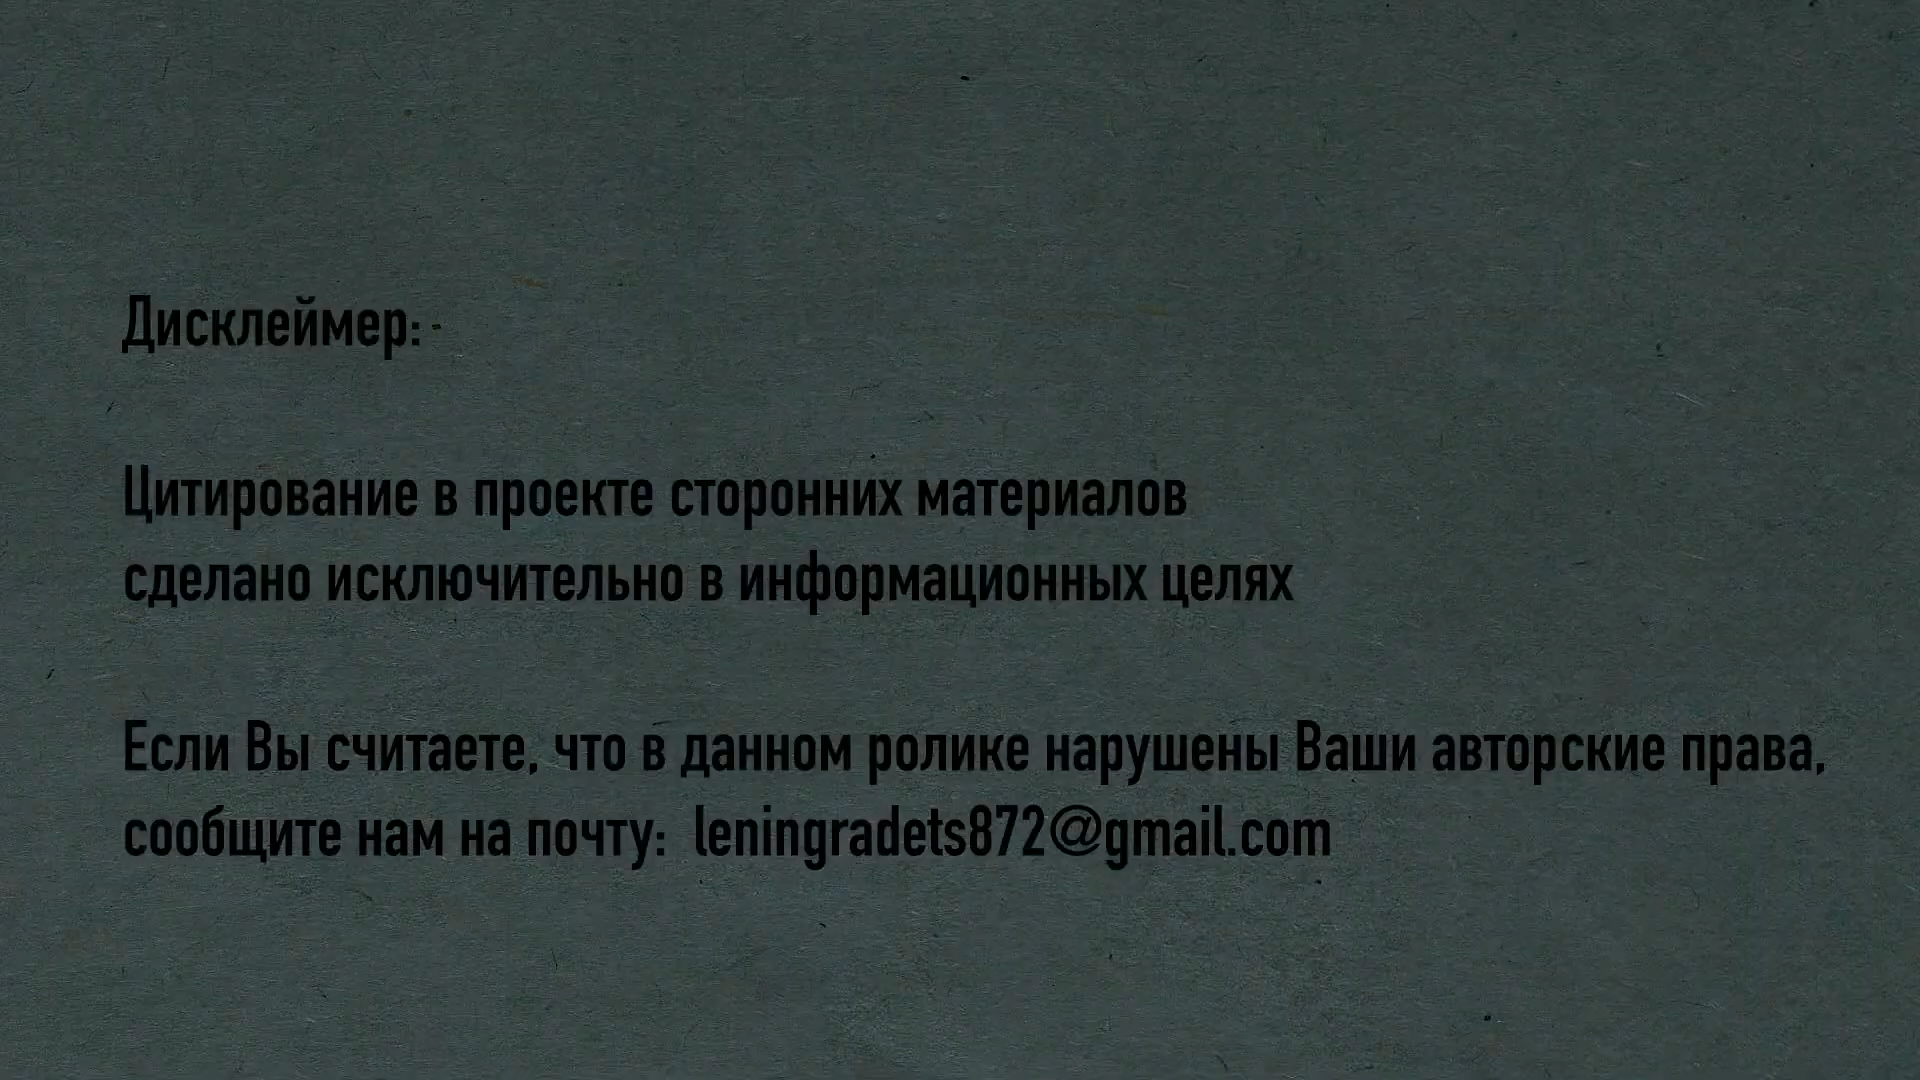 Дисклеймер:
Цитирование в проекте сторонних материалов
сделано исключительно в информационных целях
Если Вы считаете, что в данном ролике нарушены Ваши авторские права,
сообщите нам на почту: leningradets872@gmail.com